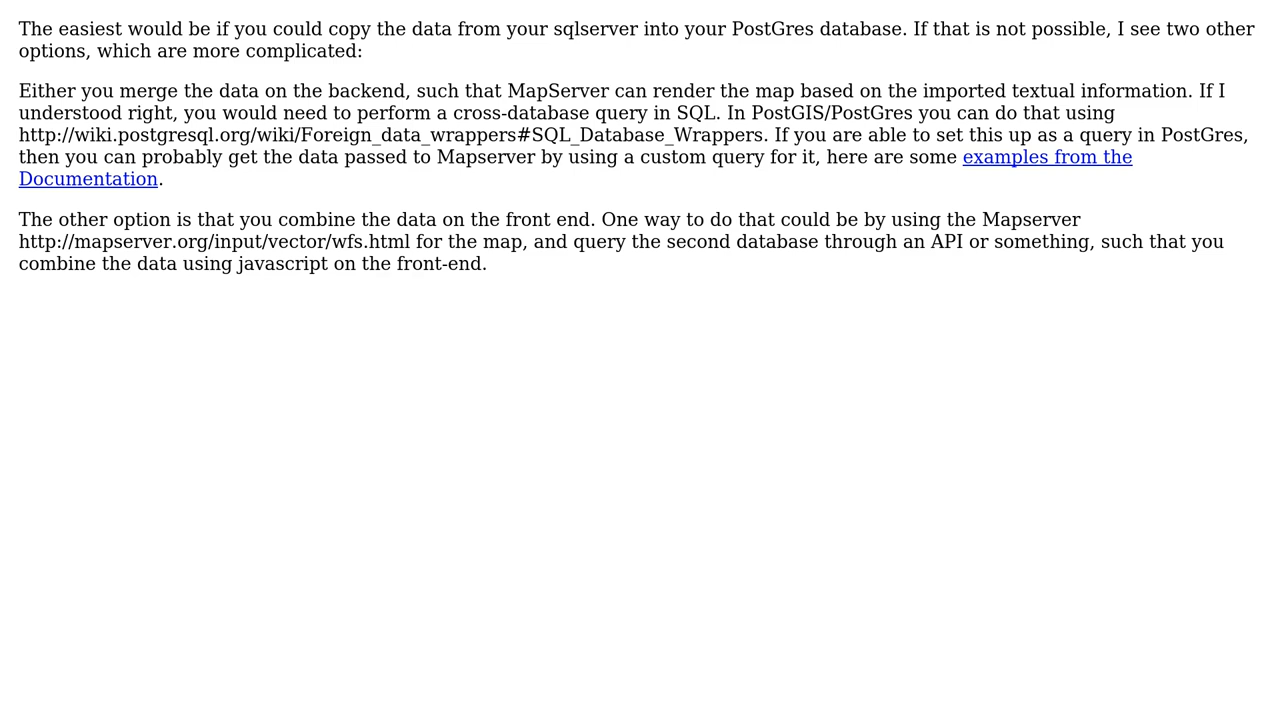 The easiest would be if you could copy the data from your sqlserver into your PostGres database. If that is not possible, I see two other
options, which are more complicated:
Either you merge the data on the backend, such that MapServer can render the map based on the imported textual information. If I
understood right, you would need to perform a cross-database query in SQL. In PostGIS/PostGres you can do that using
http://wiki.postgresql.org/wiki/Foreign_data_wrappers#SQL_Database_Wrappers. If you are able to set this up as a query in PostGres,
then you can probably get the data passed to Mapserver by using a custom query for it, here are some examples from the
Documentation.
The other option is that you combine the data on the front end. One way to do that could be by using the Mapserver
http://mapserver.org/input/vector/wfs.html for the map, and query the second database through an API or something, such that you
combine the data using javascript on the front-end.